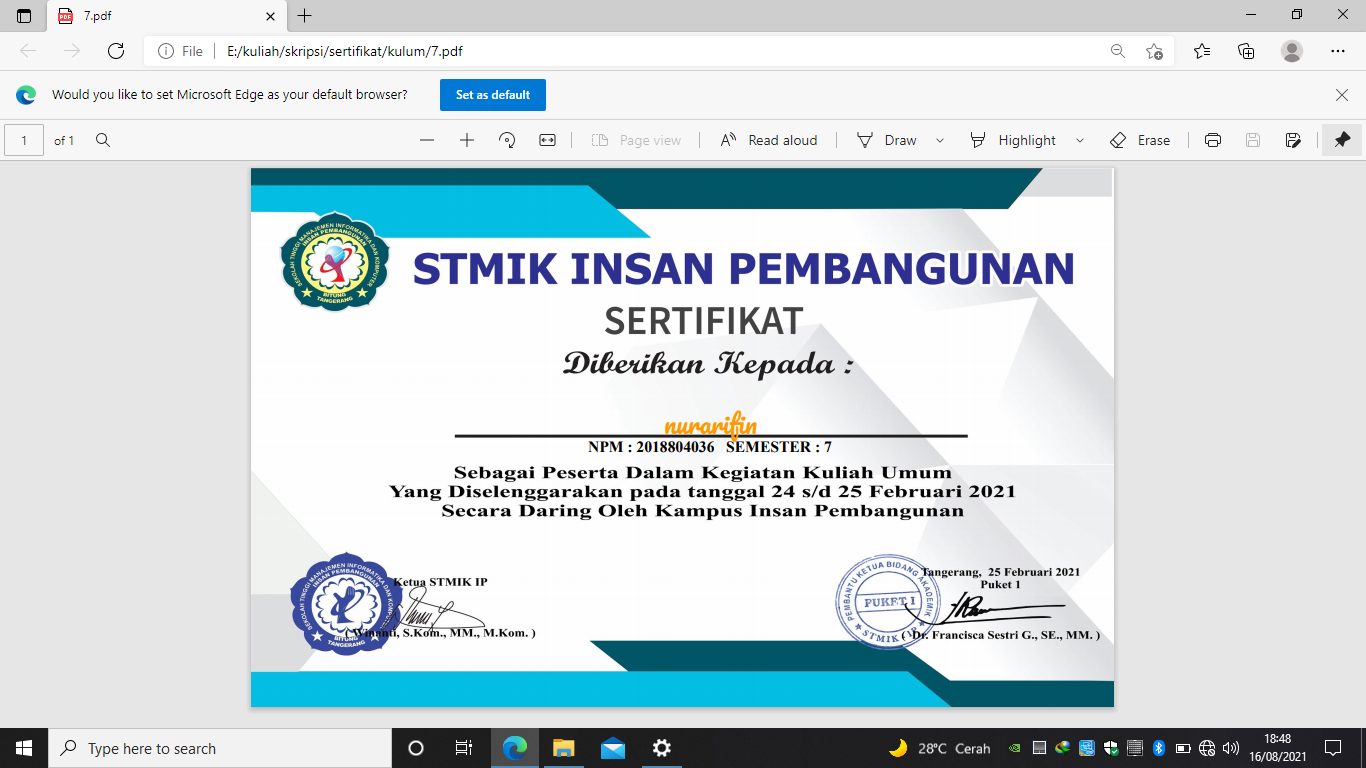 7.pdf
File
E:/kuliah/skripsi/sertifikat/kulum/7.pdf
Would you like to set Microsoft Edge as your default browser?
Set as default
1 of 1
Page view
Read aloud
Draw
Highlight
Erase
SEKOLAH TINGGI MANAJEMEN INFORMATIKA DAN KOMPUTER
INSAN PEMBANGUNAN
BITUNG
TANGERANG
STMIK INSAN PEMBANGUNAN
SERTIFIKAT
Diberikan Kepada :
nurarifin
NPM : 2018804036 SEMESTER : 7
Sebagai Peserta Dalam Kegiatan Kuliah Umum
Yang Diselenggarakan pada tanggal 24 s/d 25 Februari 2021
Secara Daring Oleh Kampus Insan Pembangunan
SEKOLAH TINGGI MANAJEMEN INFORMATIKA DAN KOMPUTER
INSAN PEMBANGUNAN
BITUNG
TANGERANG
Ketua STMIK IP
( Winanti, S.Kom., MM., M.Kom. )
PEMBANTU KETUA BIDANG AKADEMIK
PUKET I
STMIK IP
Tangerang, 25 Februari 2021
Puket 1
( Dr. Francisca Sestri G., SE., MM. )
Type here to search
28°C Cerah
18:48
16/08/2021